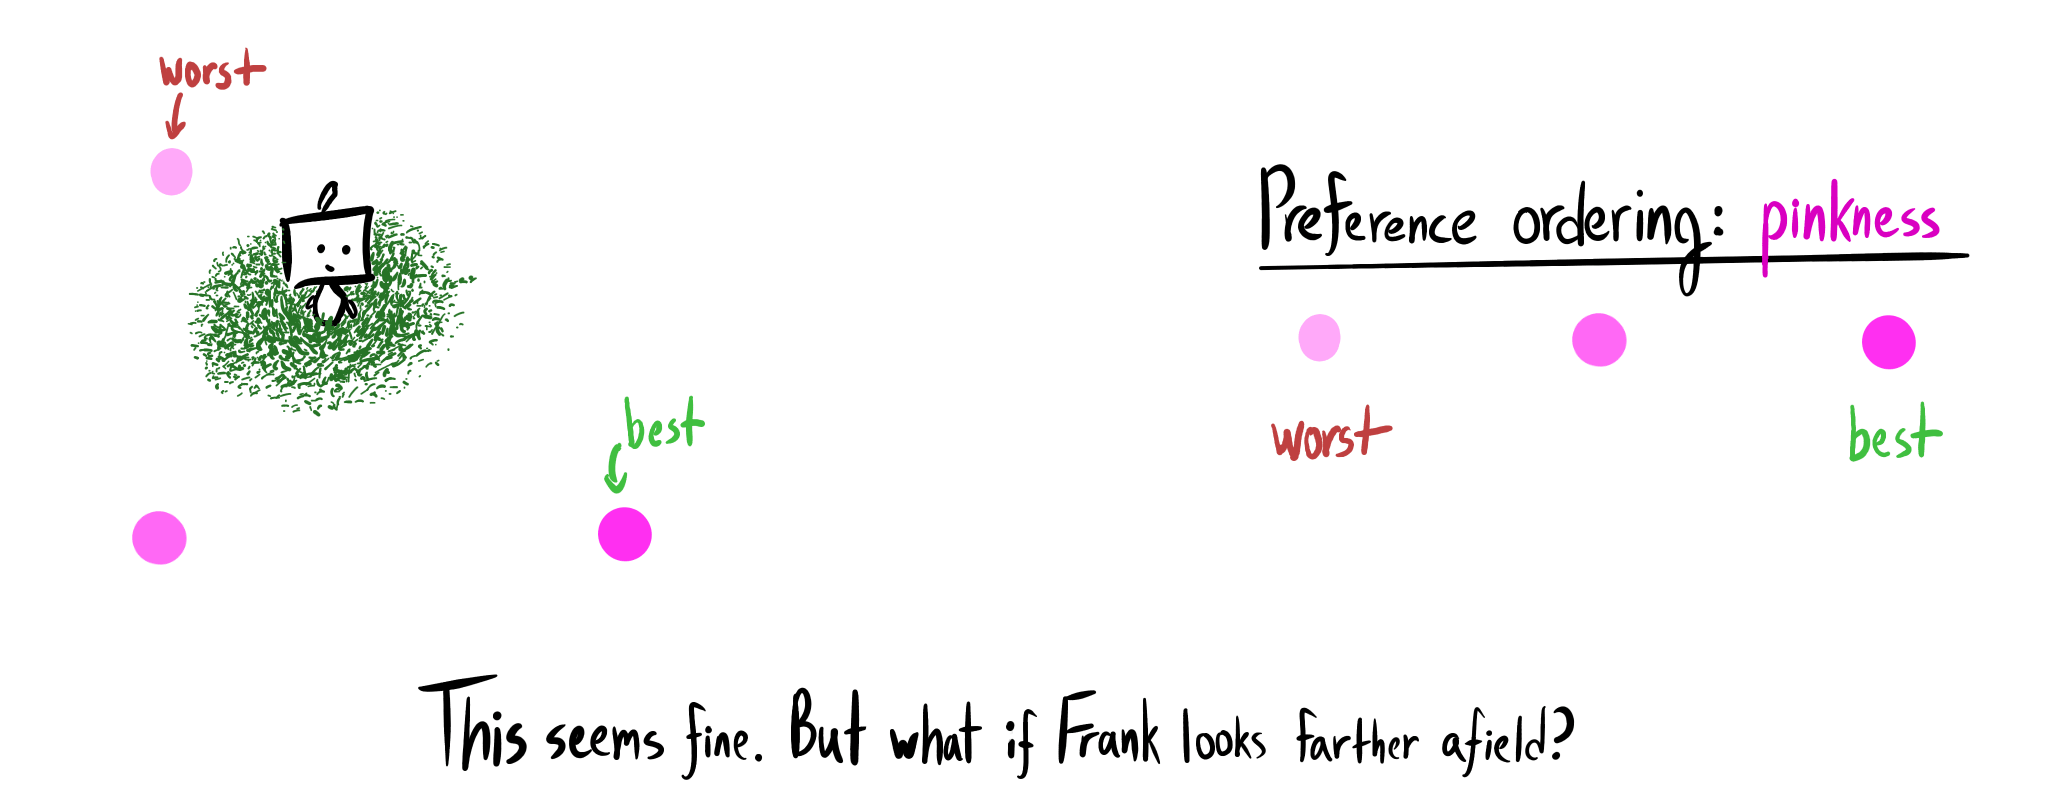 worst
best
Preference ordering: pinkness
worst
best
This seems fine. But what if Frank looks farther afield?